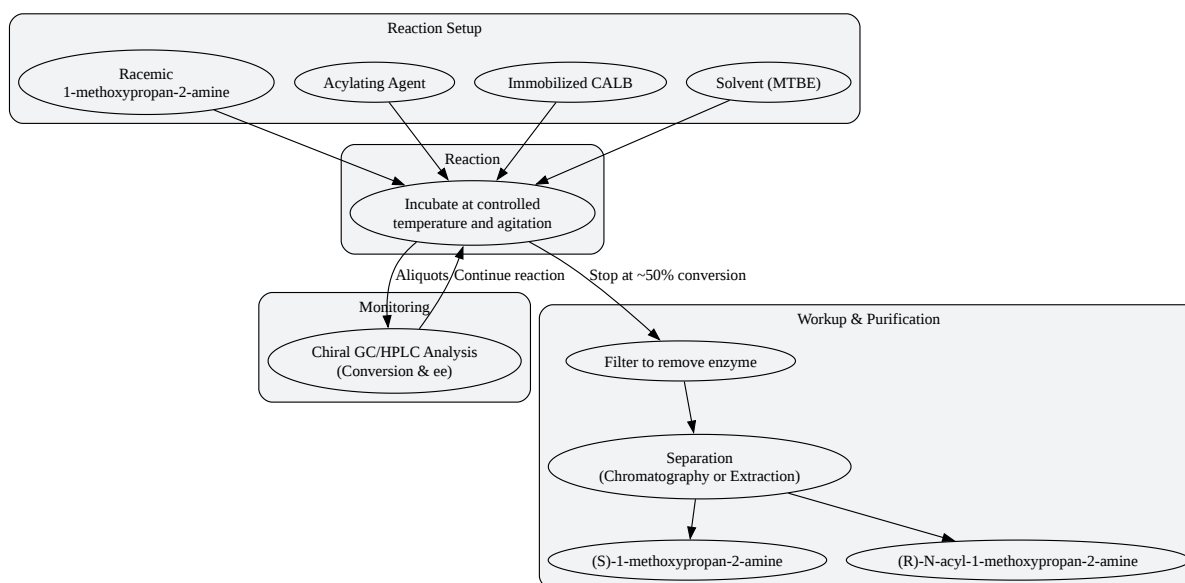 Reaction Setup
Racemic
1-methoxypropan-2-amine
Acylating Agent
Immobilized CALB
Solvent (MTBE)
Reaction
Incubate at controlled
temperature and agitation
Aliquots
Continue reaction
Stop at ~50% conversion
Monitoring
Chiral GC/HPLC Analysis
(Conversion & ee)
Workup & Purification
Filter to remove enzyme
Separation
(Chromatography or Extraction)
(S)-1-methoxypropan-2-amine
(R)-N-acyl-1-methoxypropan-2-amine